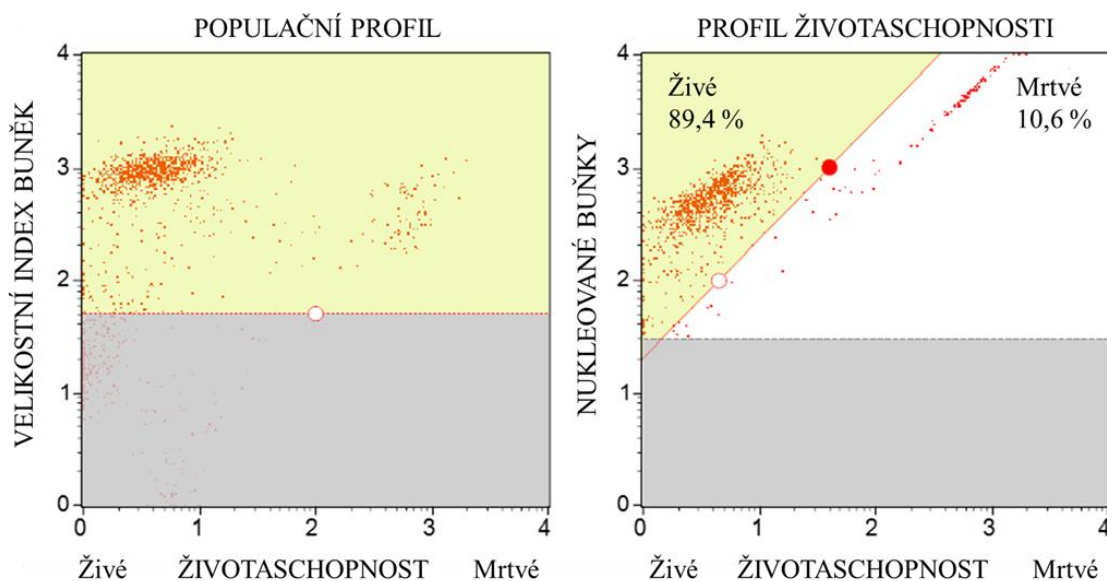 POPULAČNÍ PROFIL
VELIKOSTNÍ INDEX BUNĚK
4
3
2
1
0
0 1 2 3 4
Živé ŽIVOTASCHOPNOST Mrtvé
PROFIL ŽIVOTASCHOPNOSTI
NUKLEOVANÉ BUŇKY
4
3
2
1
0
Živé
89,4 %
Mrtvé
10,6 %
0 1 2 3 4
Živé ŽIVOTASCHOPNOST Mrtvé